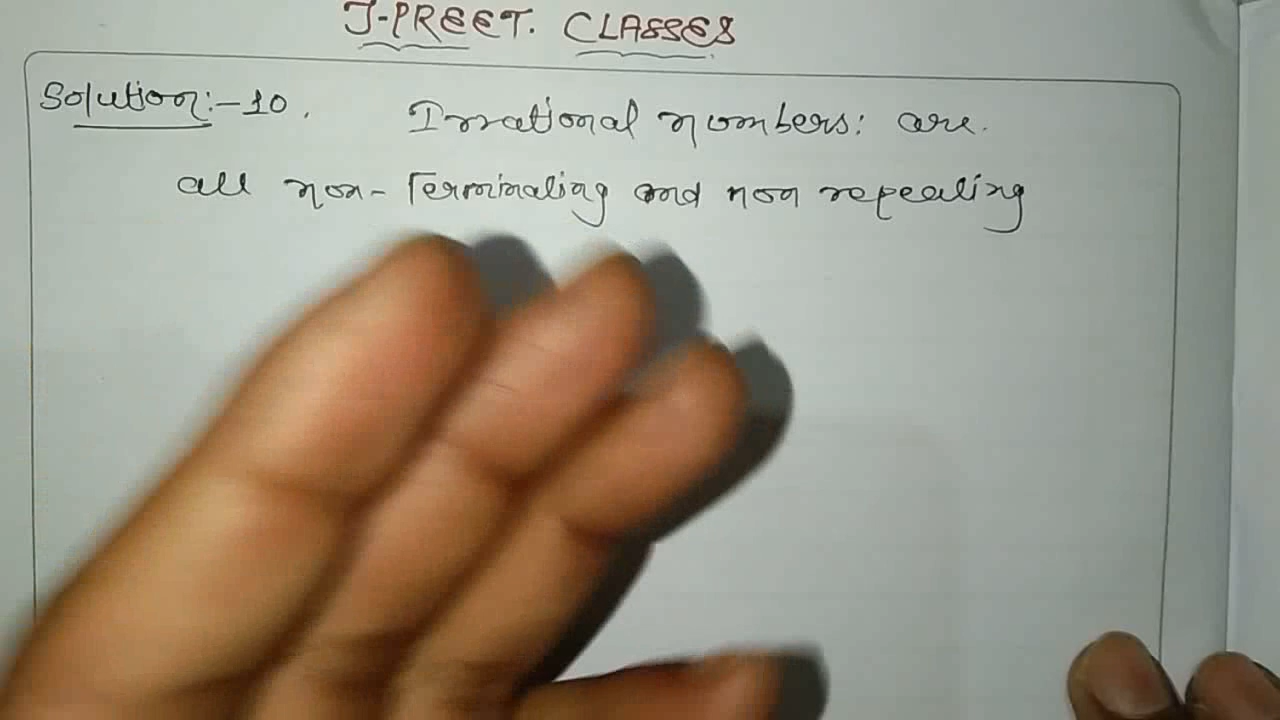 J-PREET. CLASSES
Solution:-10. Irrational numbers: are.
all non-Terminating and non repeating